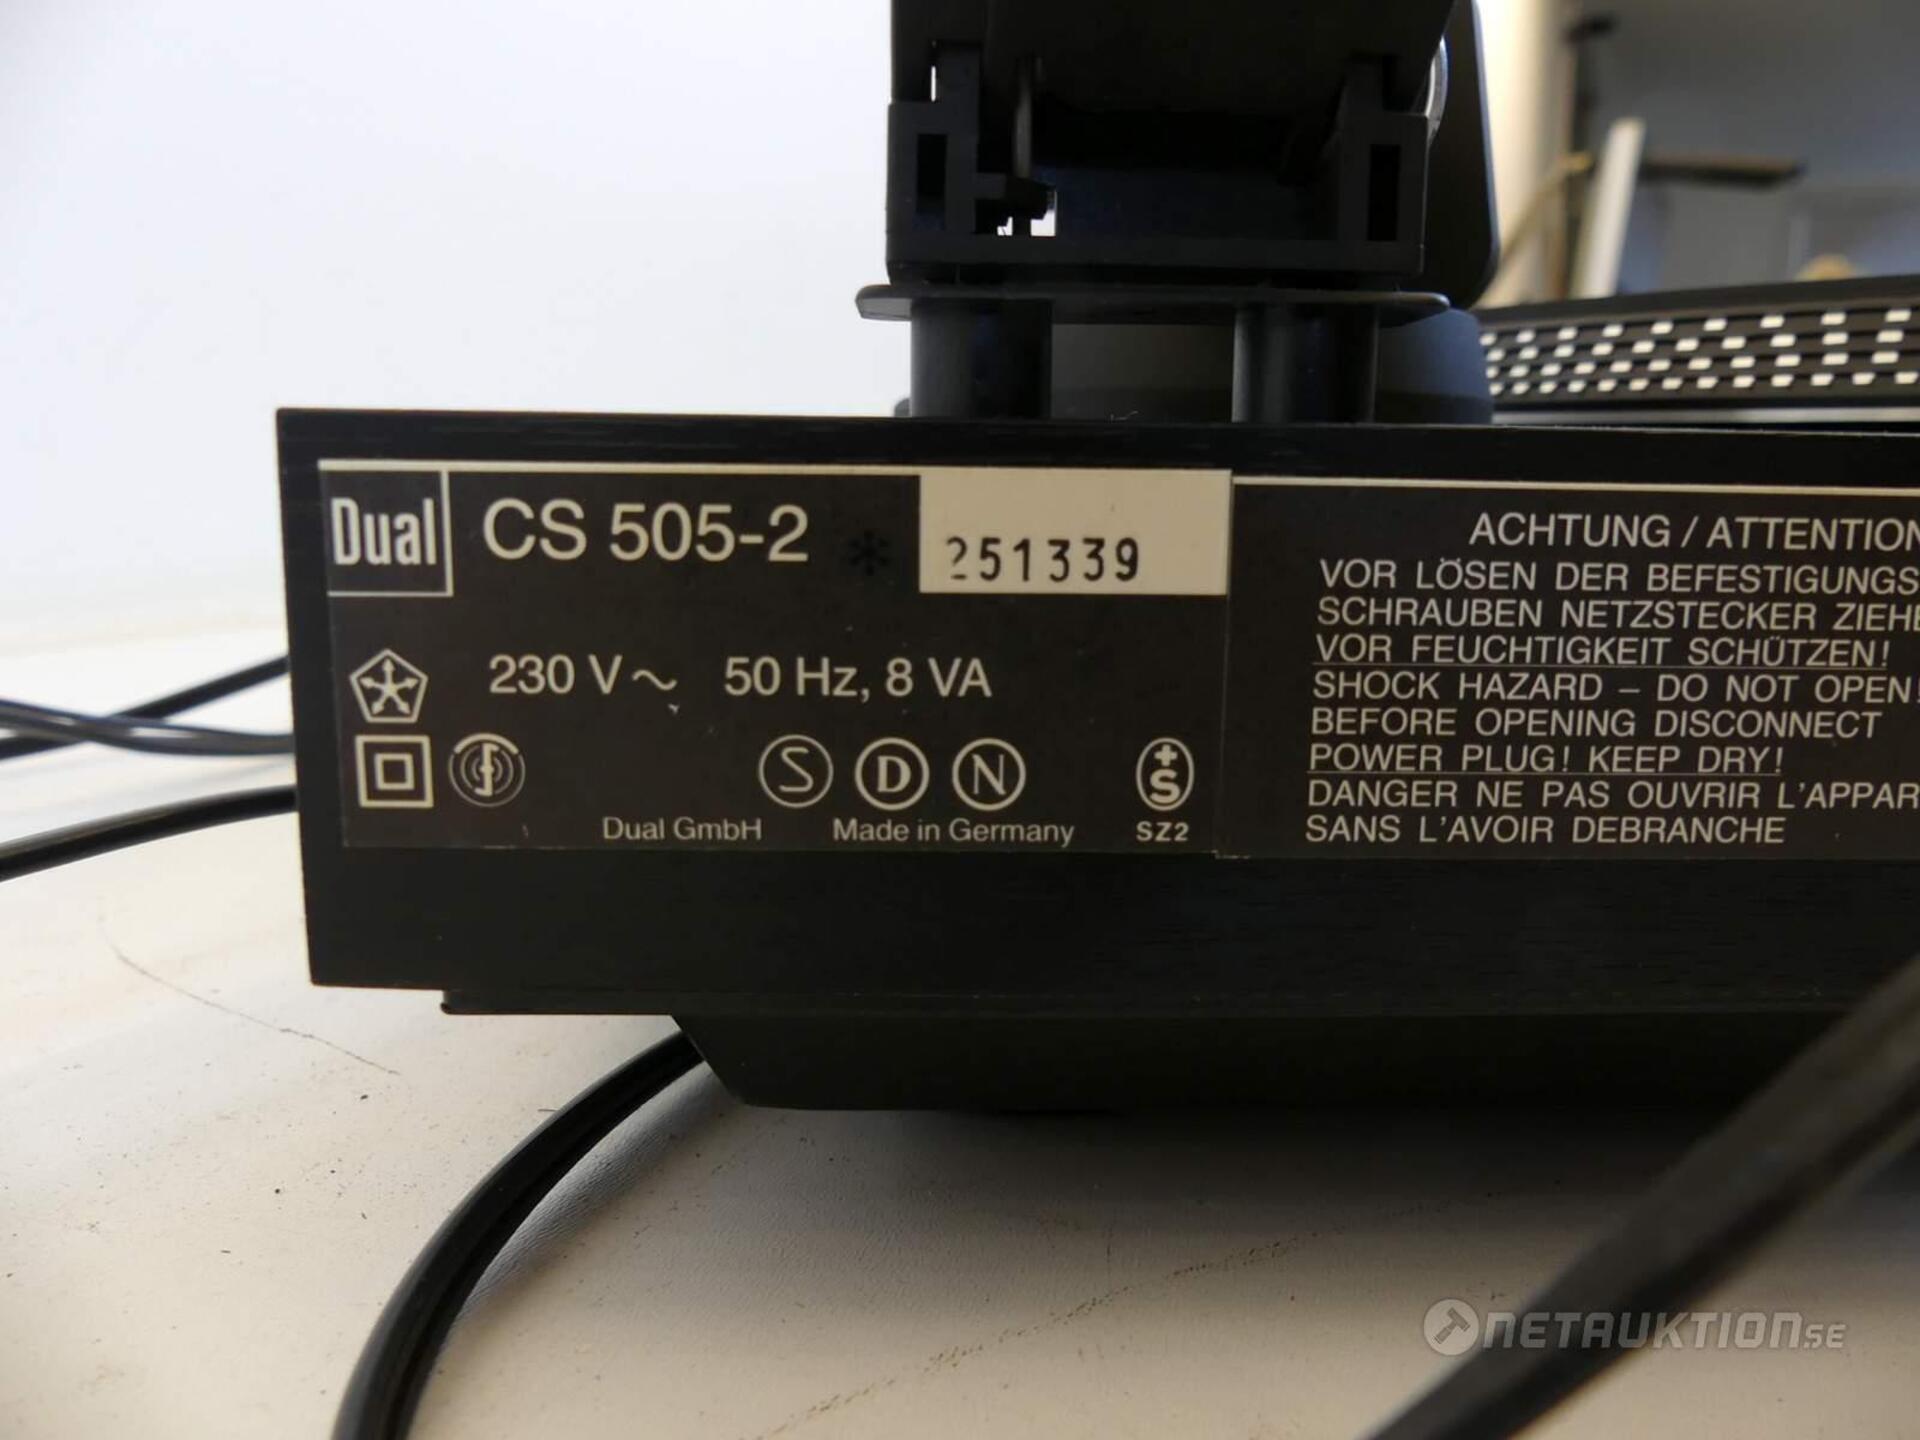 Dual CS 505-2 * 251339
230 V~ 50 Hz, 8 VA
S D N +S
Dual GmbH Made in Germany SZ2
ACHTUNG / ATTENTION
VOR LÖSEN DER BEFESTIGUNGS
SCHRAUBEN NETZSTECKER ZIEHE
VOR FEUCHTIGKEIT SCHÜTZEN!
SHOCK HAZARD – DO NOT OPEN!
BEFORE OPENING DISCONNECT
POWER PLUG! KEEP DRY!
DANGER NE PAS OUVRIR L'APPAR
SANS L'AVOIR DEBRANCHE
NETAUKTION.SE